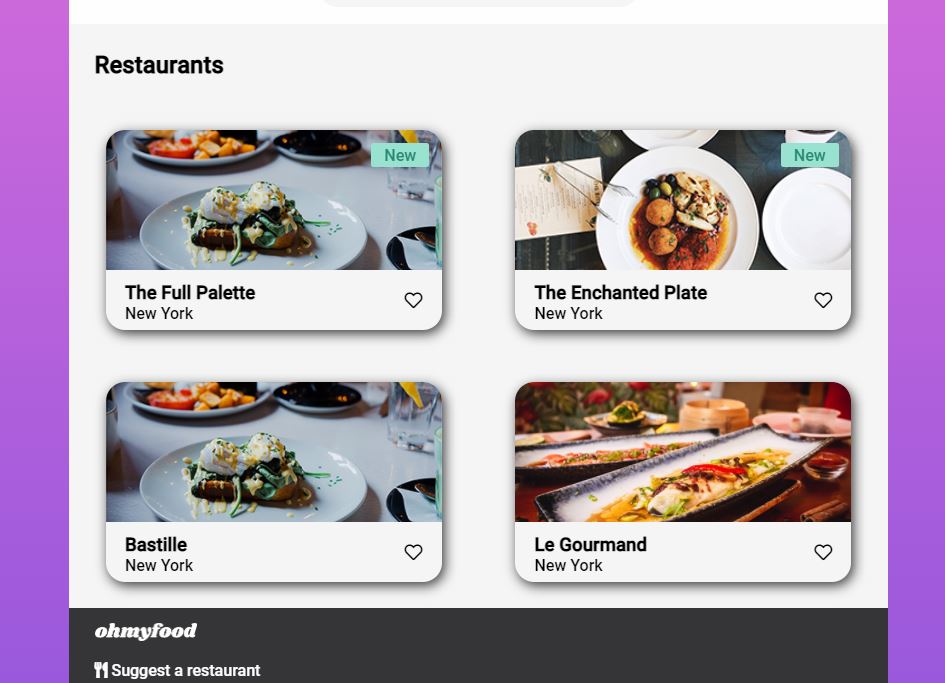 Restaurants
New
New
The Full Palette
New York
The Enchanted Plate
New York
Bastille
New York
Le Gourmand
New York
ohmyfood
Suggest a restaurant